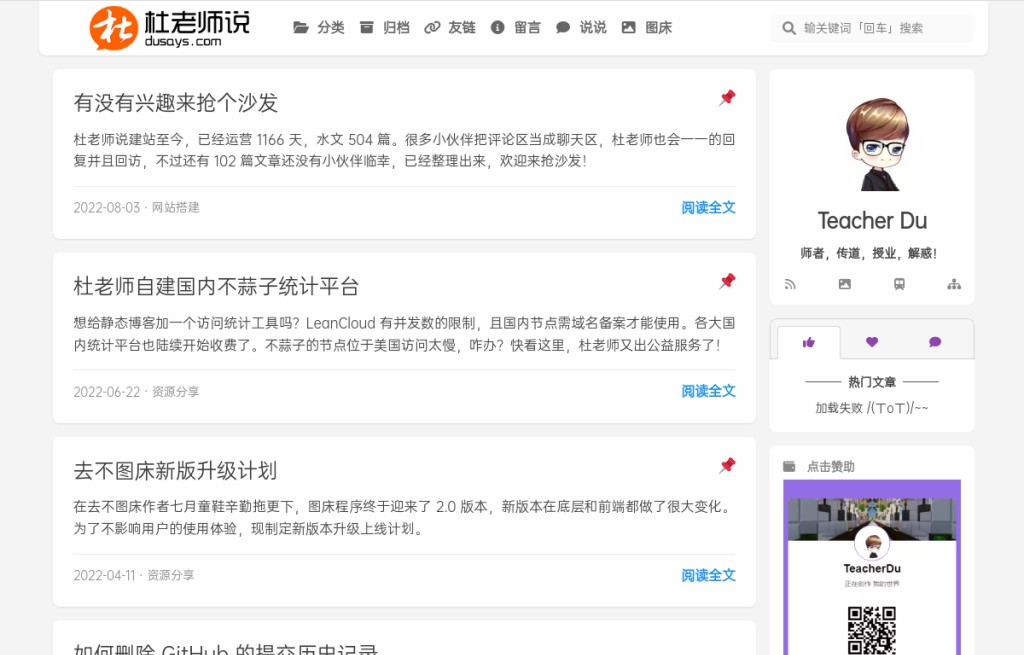 杜老师说
dusays.com
分类 归档 友链 留言 说说 图床
输关键词「回车」搜索
有没有兴趣来抢个沙发
杜老师说建站至今，已经运营 1166 天，水文 504 篇。很多小伙伴把评论区当成聊天区，杜老师也会一一的回
复并且回访，不过还有 102 篇文章还没有小伙伴临幸，已经整理出来，欢迎来抢沙发！
2022-08-03 · 网站搭建
阅读全文
杜老师自建国内不蒜子统计平台
想给静态博客加一个访问统计工具吗？LeanCloud 有并发数的限制，且国内节点需域名备案才能使用。各大国
内统计平台也陆续开始收费了。不蒜子的节点位于美国访问太慢，咋办？快看这里，杜老师又出公益服务了！
2022-06-22 · 资源分享
阅读全文
去不图床新版升级计划
在去不图床作者七月童鞋辛勤拖更下，图床程序终于迎来了 2.0 版本，新版本在底层和前端都做了很大变化。
为了不影响用户的使用体验，现制定新版本升级上线计划。
2022-04-11 · 资源分享
阅读全文
如何删除 GitHub 的提交历史记录
Teacher Du
师者，传道，授业，解惑！
热门文章
加载失败 /(ToT)/~~
点击赞助
TeacherDu
正在创作 我的世界